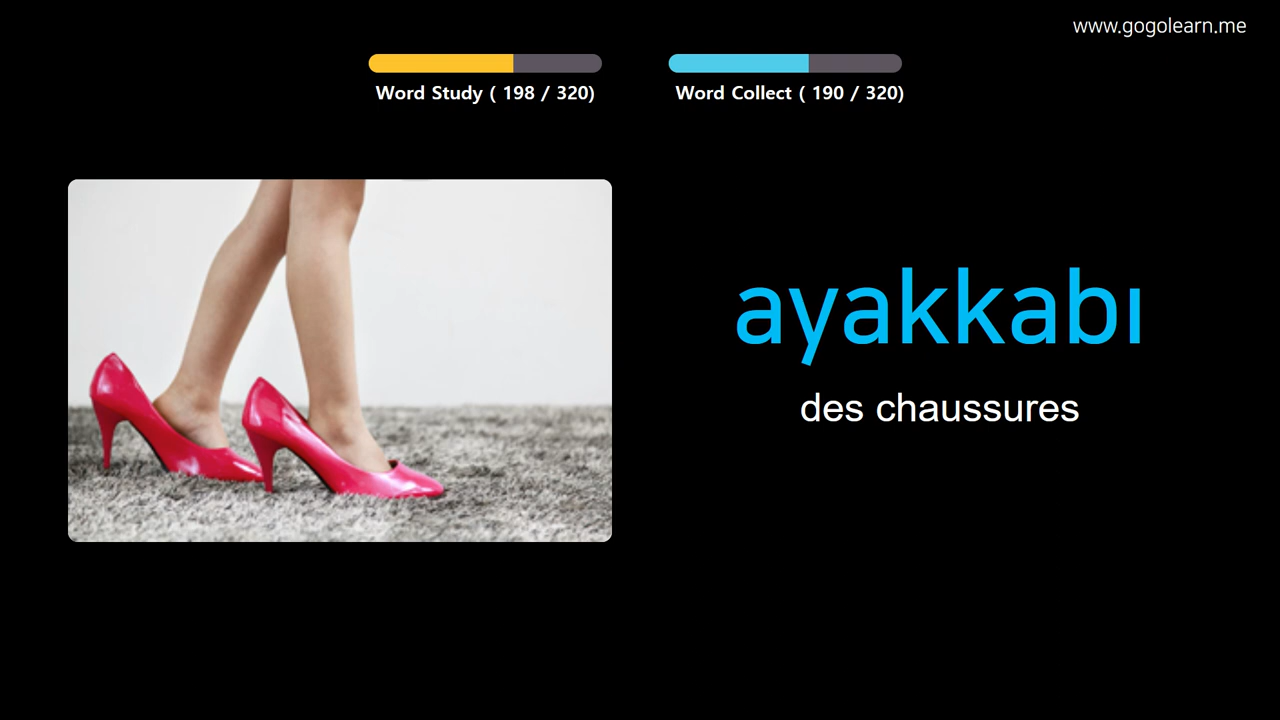 www.gogolearn.me
Word Study ( 198 / 320)
Word Collect ( 190 / 320)
ayakkabı
des chaussures